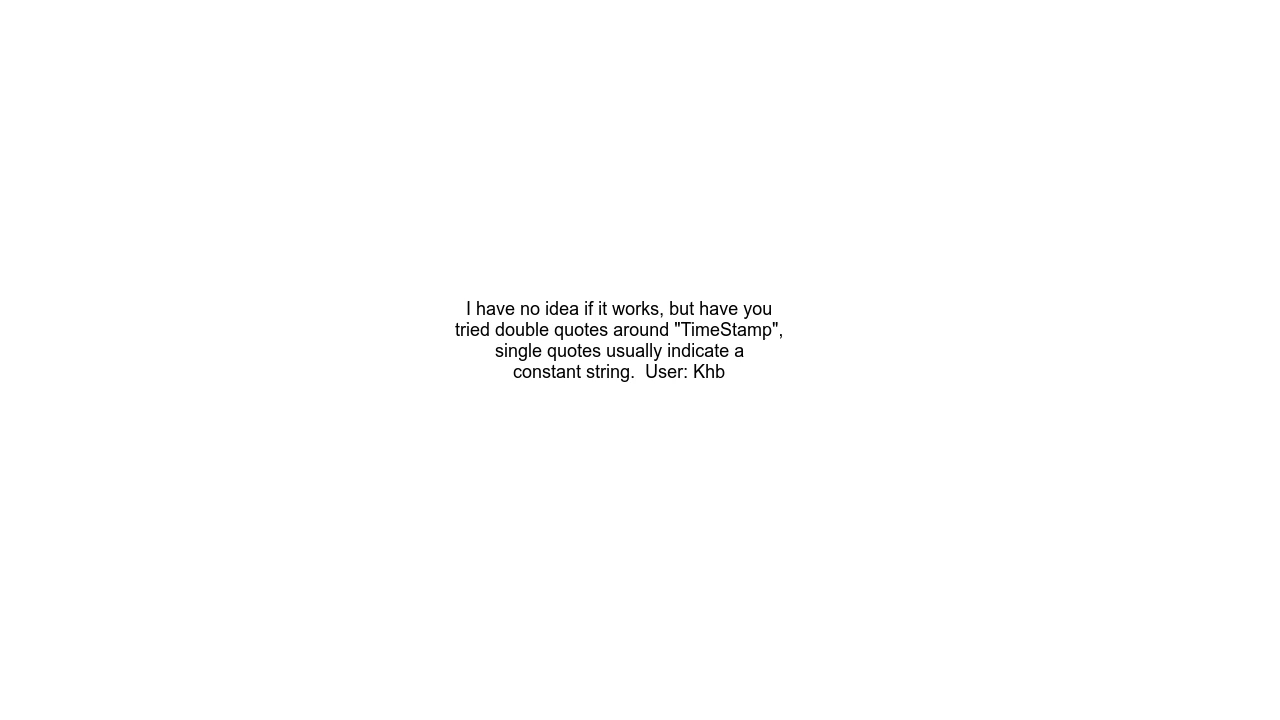 I have no idea if it works, but have you
tried double quotes around "TimeStamp",
single quotes usually indicate a
constant string.  User: Khb